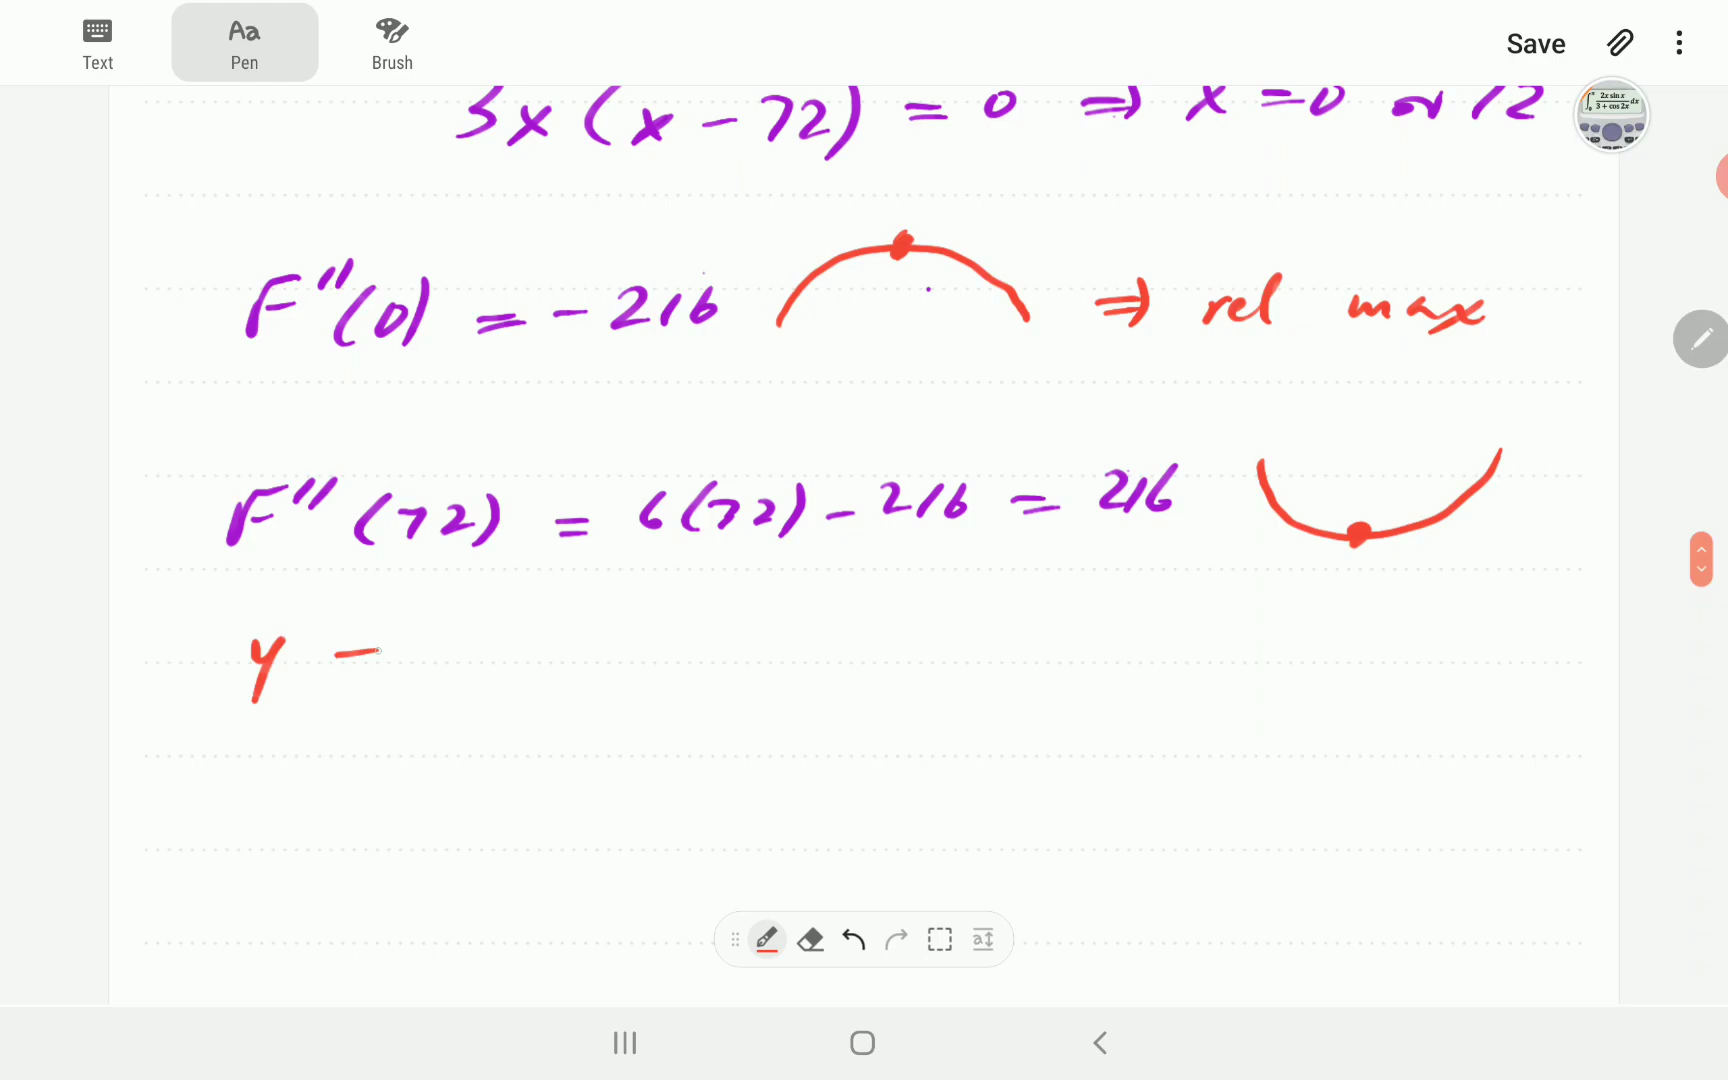 Text
Pen
Brush
Save
3x(x-72) = 0 ⇒ x = 0 or 72
F''(0) = -216 ⇒ rel max
F''(72) = 6(72) - 216 = 216
y -